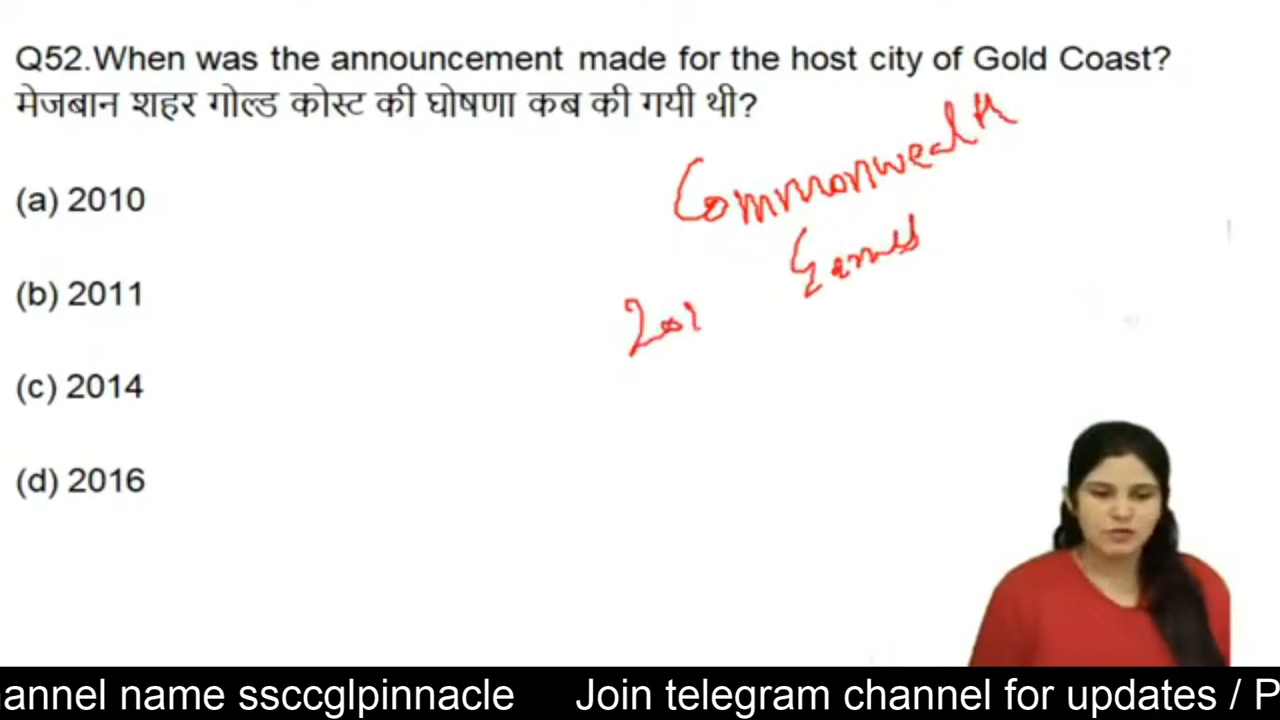 Q52.When was the announcement made for the host city of Gold Coast?
मेजबान शहर गोल्ड कोस्ट की घोषणा कब की गयी थी?
Commonwealth
Games
(a) 2010
(b) 2011
(c) 2014
(d) 2016
annel name ssccglpinnacle Join telegram channel for updates / P